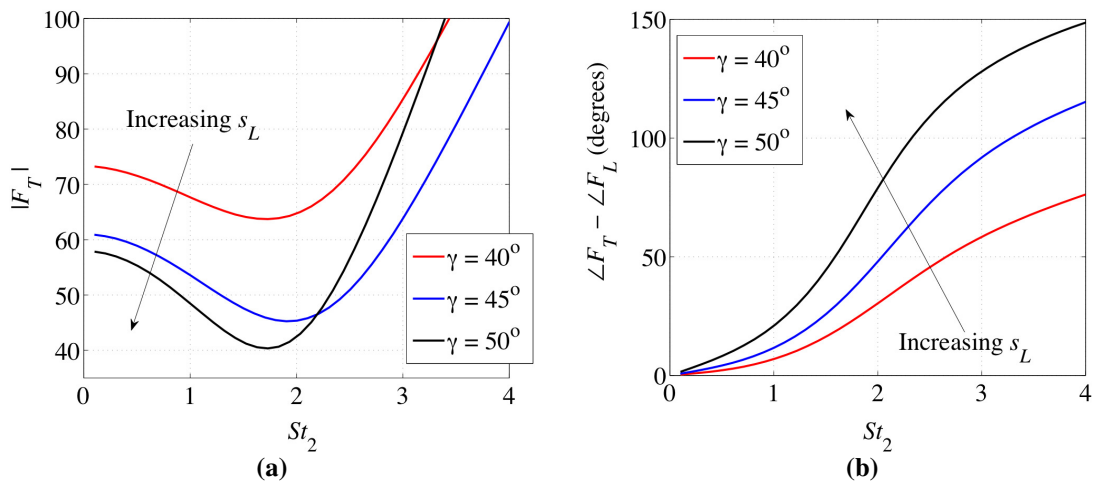 100
90
80
70
60
50
40
|F_T|
Increasing s_L
γ = 40°
γ = 45°
γ = 50°
0 1 2 3 4
St_2
(a)
150
100
50
0
∠F_T − ∠F_L (degrees)
γ = 40°
γ = 45°
γ = 50°
Increasing s_L
0 1 2 3 4
St_2
(b)